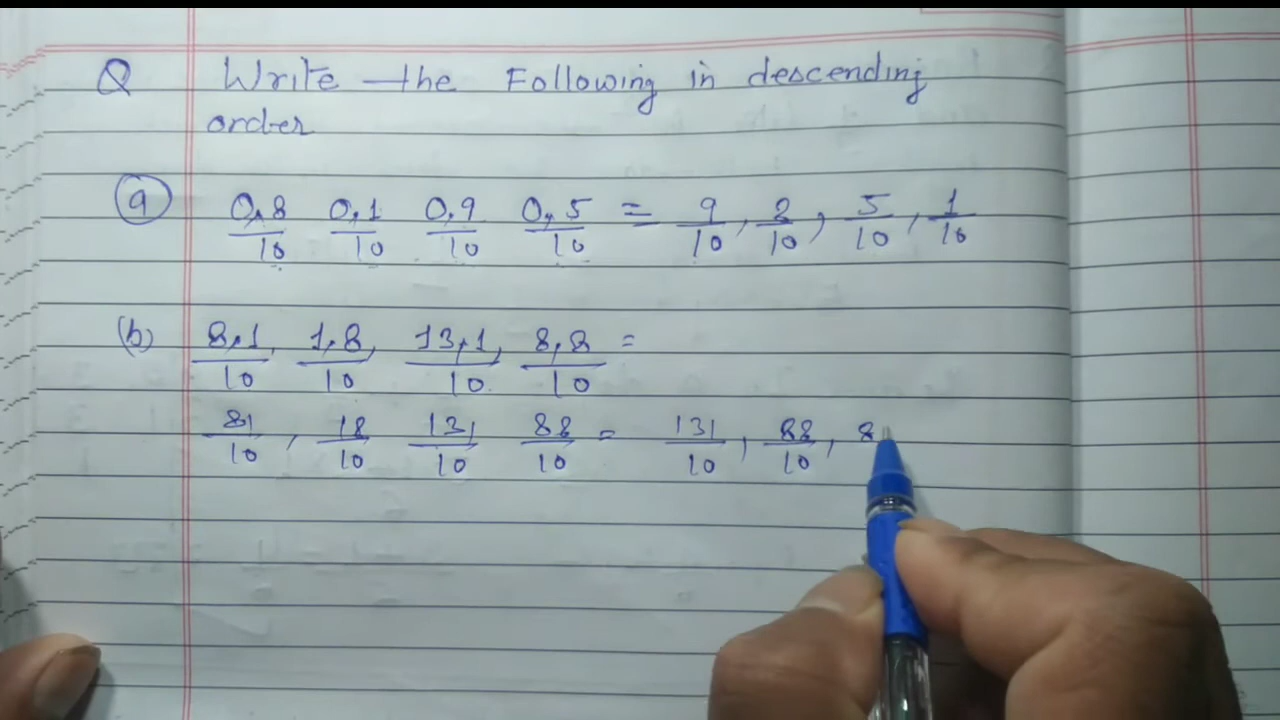 Q Write the Following in descending
order
(a) 0,8/10 0,1/10 0,9/10 0,5/10 = 9/10, 8/10, 5/10, 1/10
(b) 8,1/10, 1,8/10, 13,1/10, 8,8/10 =
81/10, 18/10 131/10 88/10 = 131/10, 88/10, 8